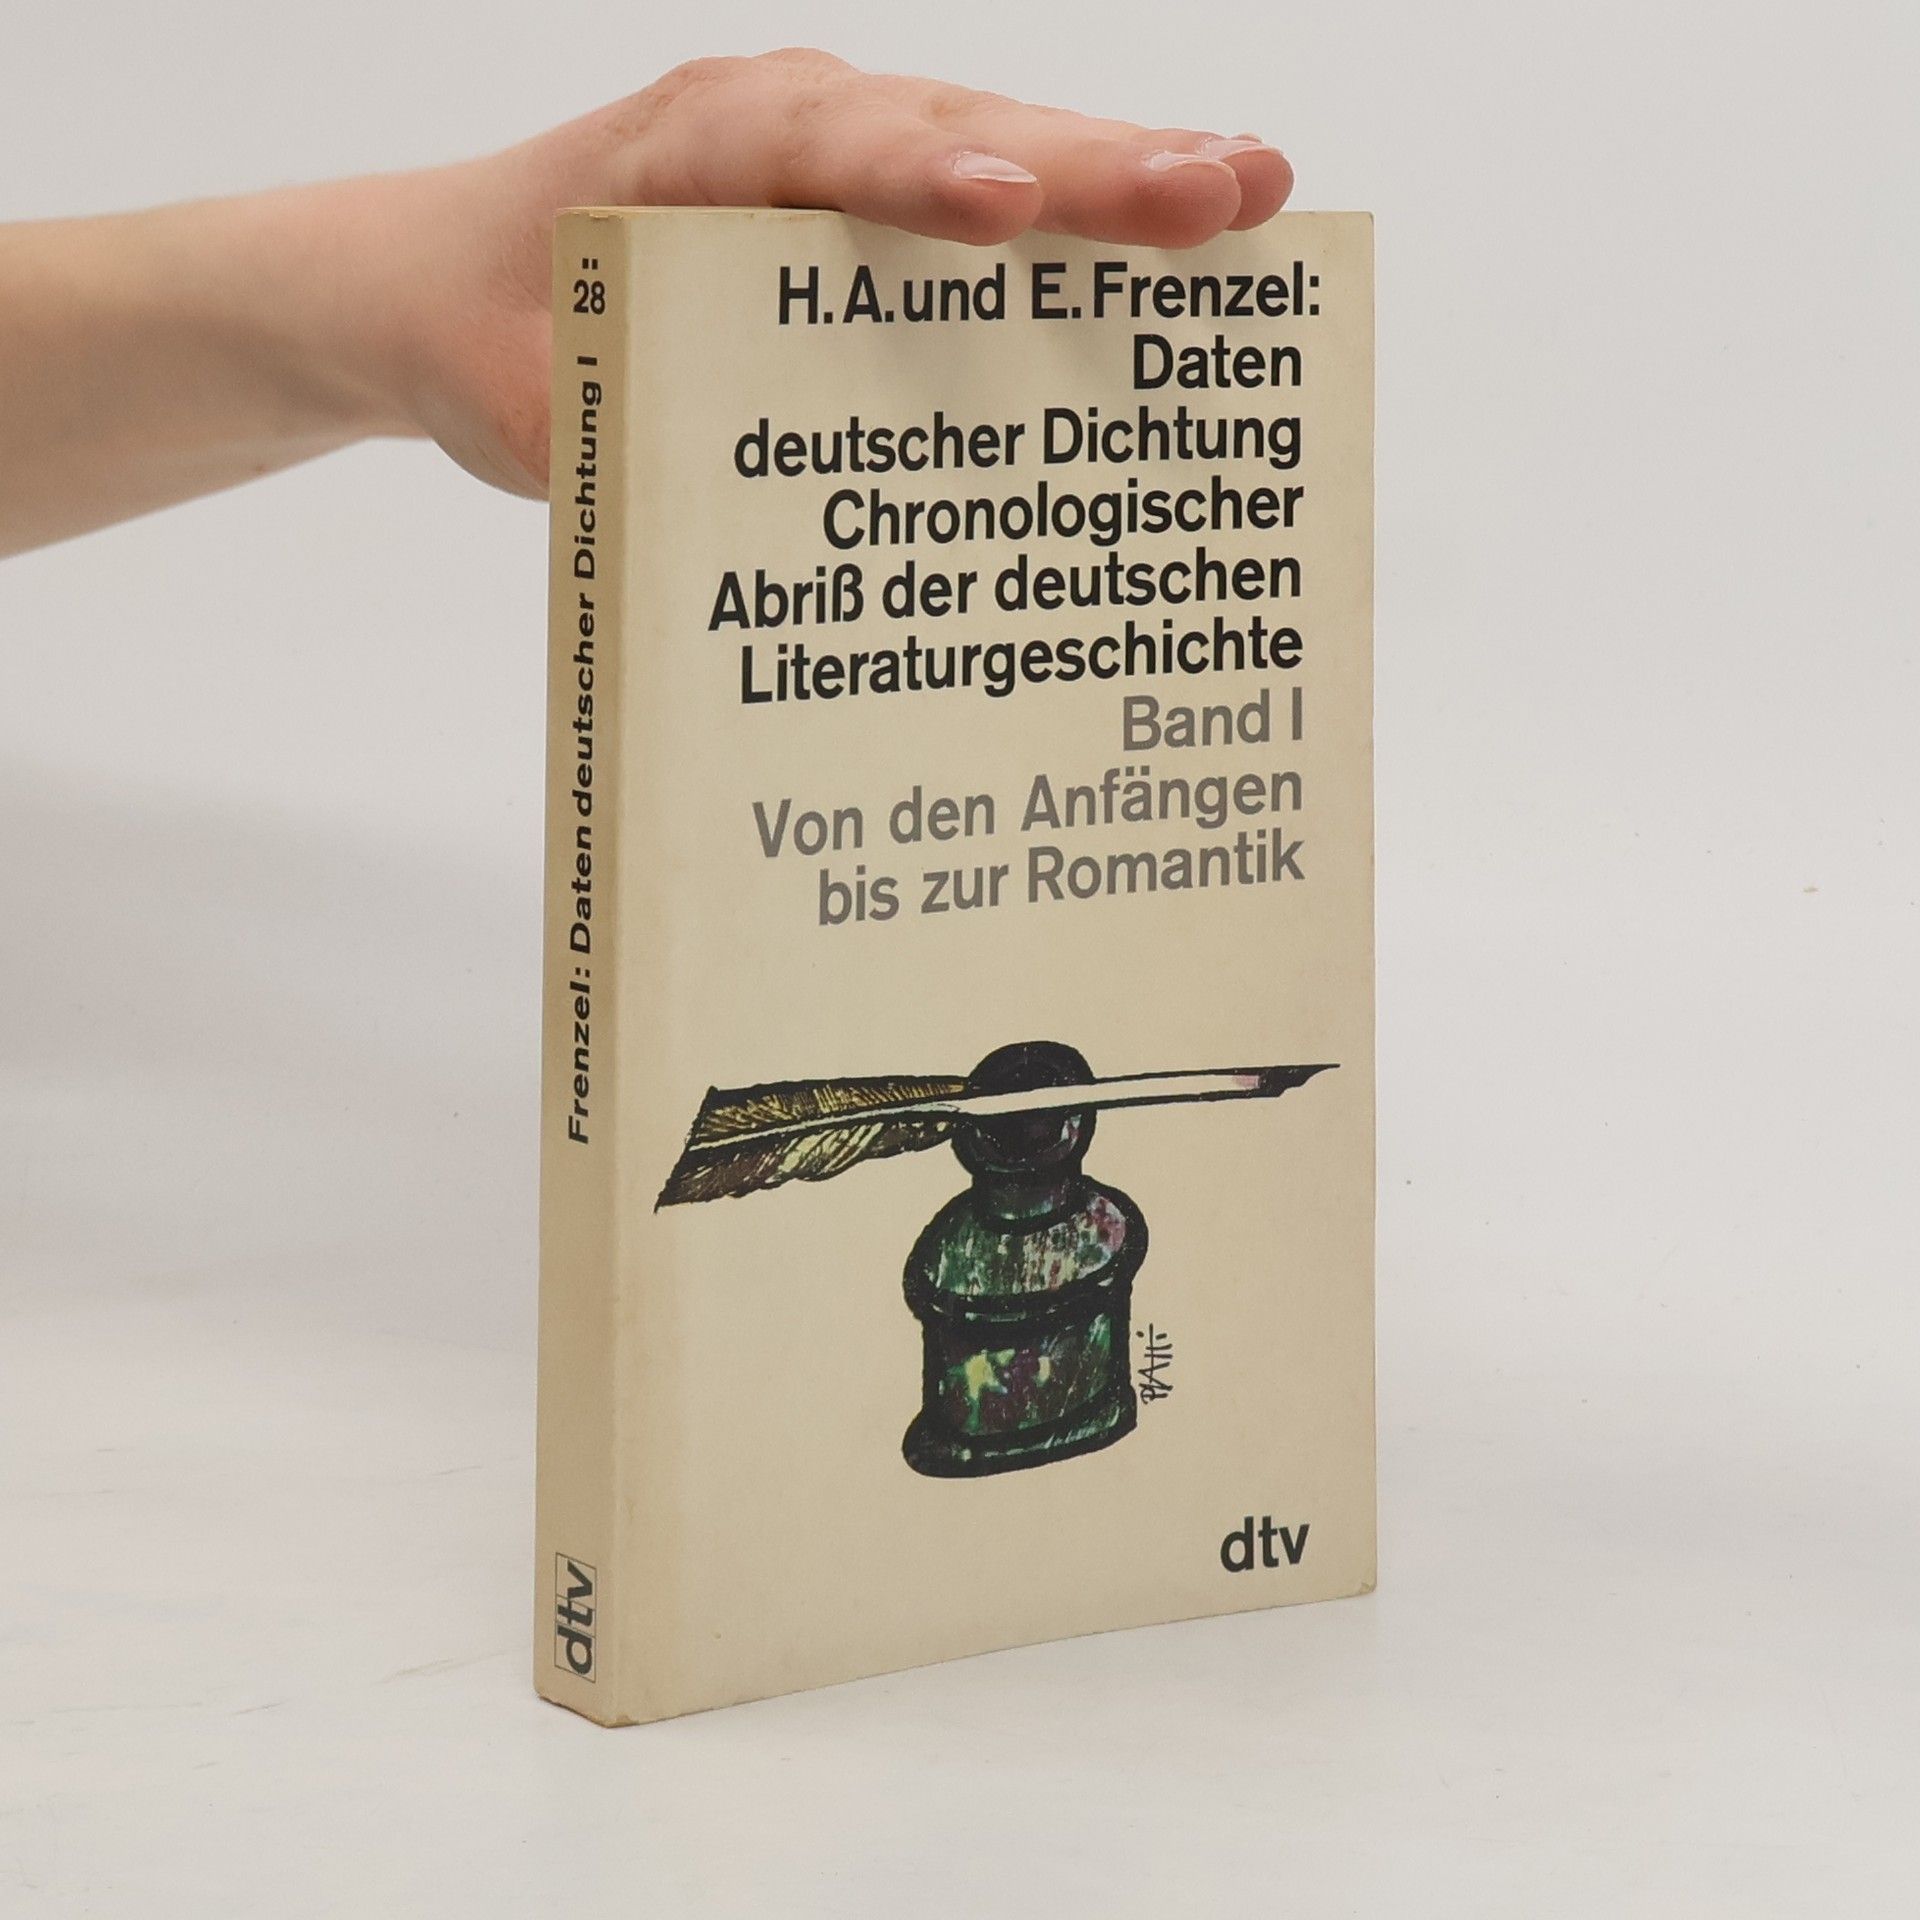 H.A.und E.Frenzel:
Daten
deutscher Dichtung
Chronologischer
Abriß der deutschen
Literaturgeschichte
Band I
Von den Anfängen
bis zur Romantik
dtv
28
Frenzel: Daten deutscher Dichtung I
dtv